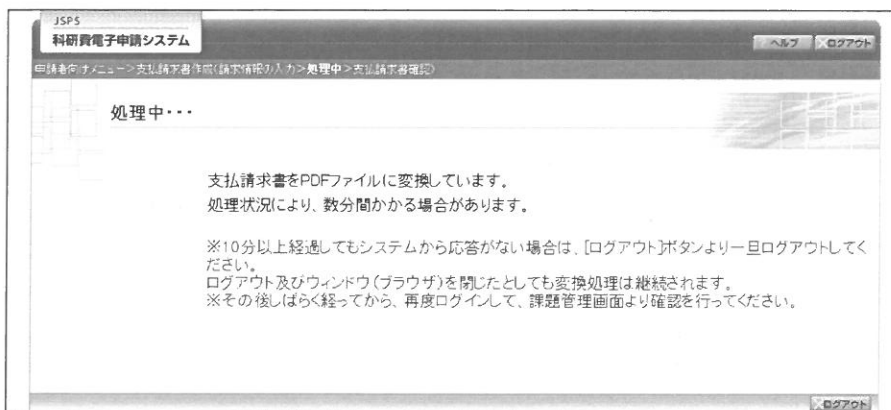 JSPS
科研費電子申請システム
ヘルプ
ログアウト
申請者向けメニュー>支払請求書作成(請求情報の入力>処理中>支払請求書確認)
処理中・・・
支払請求書をPDFファイルに変換しています。
処理状況により、数分間かかる場合があります。
※10分以上経過してもシステムから応答がない場合は、[ログアウト]ボタンより一旦ログアウトしてく
ださい。
ログアウト及びウィンドウ(ブラウザ)を閉じたとしても変換処理は継続されます。
※その後しばらく経ってから、再度ログインして、課題管理画面より確認を行ってください。
ログアウト